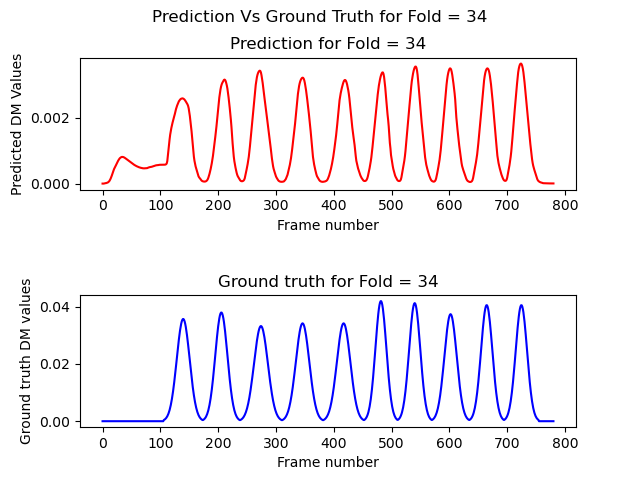 Prediction Vs Ground Truth for Fold = 34
Prediction for Fold = 34
Predicted DM Values
0.002
0.000
0 100 200 300 400 500 600 700 800
Frame number
Ground truth for Fold = 34
Ground truth DM values
0.04
0.02
0.00
0 100 200 300 400 500 600 700 800
Frame number